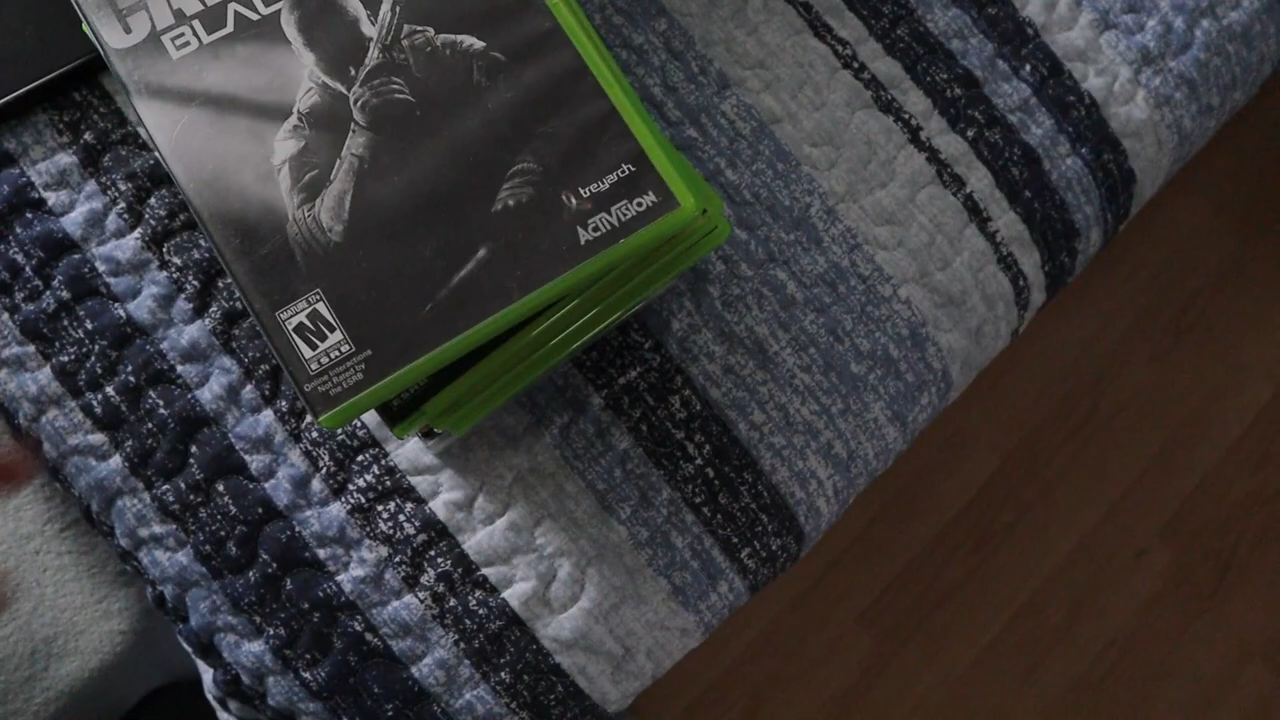 BLA
treyarch
ACTIVISION
MATURE 17+
M
ESRB
Online Interactions
Not Rated by
the ESRB